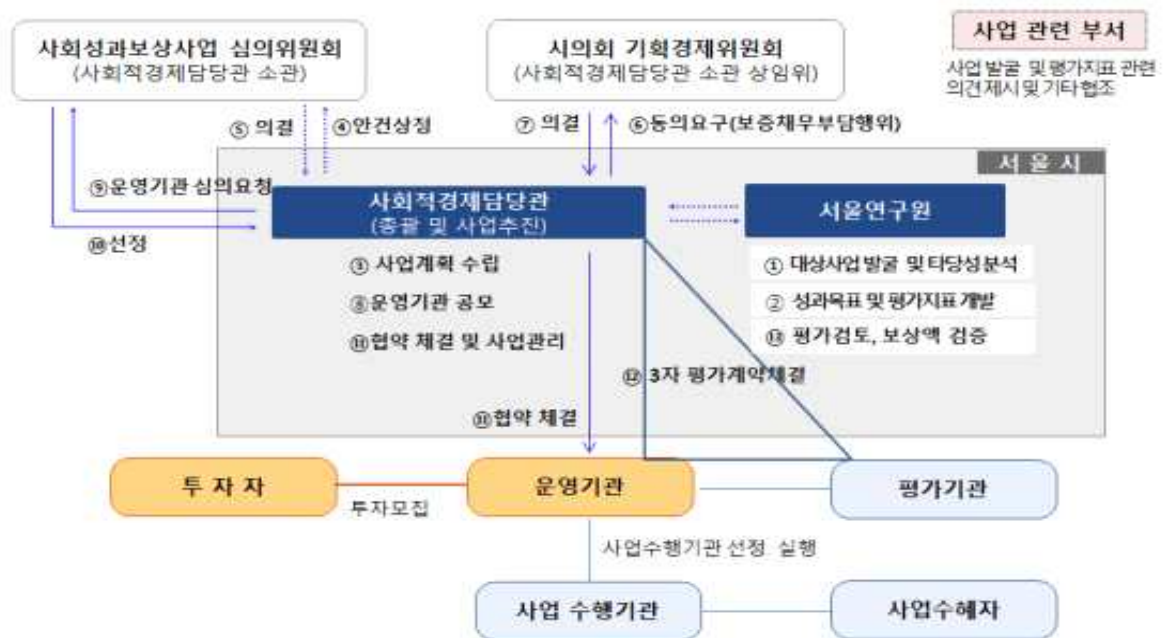 사회성과보상사업 심의위원회
(사회적경제담당관 소관)
시의회 기획경제위원회
(사회적경제담당관 소관 상임위)
사업 관련 부서
사업 발굴 및 평가지표 관련
의견제시 및 기타협조
⑤ 의결
④안건상정
⑦ 의결
⑥동의요구(보증채무부담행위)
서울시
⑨운영기관 심의요청
⑩선정
사회적경제담당관
(총괄 및 사업추진)
서울연구원
③ 사업계획 수립
⑧운영기관 공모
⑪협약 체결 및 사업관리
① 대상사업 발굴 및 타당성분석
② 성과목표 및 평가지표 개발
⑬ 평가검토, 보상액 검증
⑫ 3자 평가계약체결
⑪협약 체결
투 자 자
투자모집
운영기관
평가기관
사업수행기관 선정 실행
사업 수행기관
사업수혜자